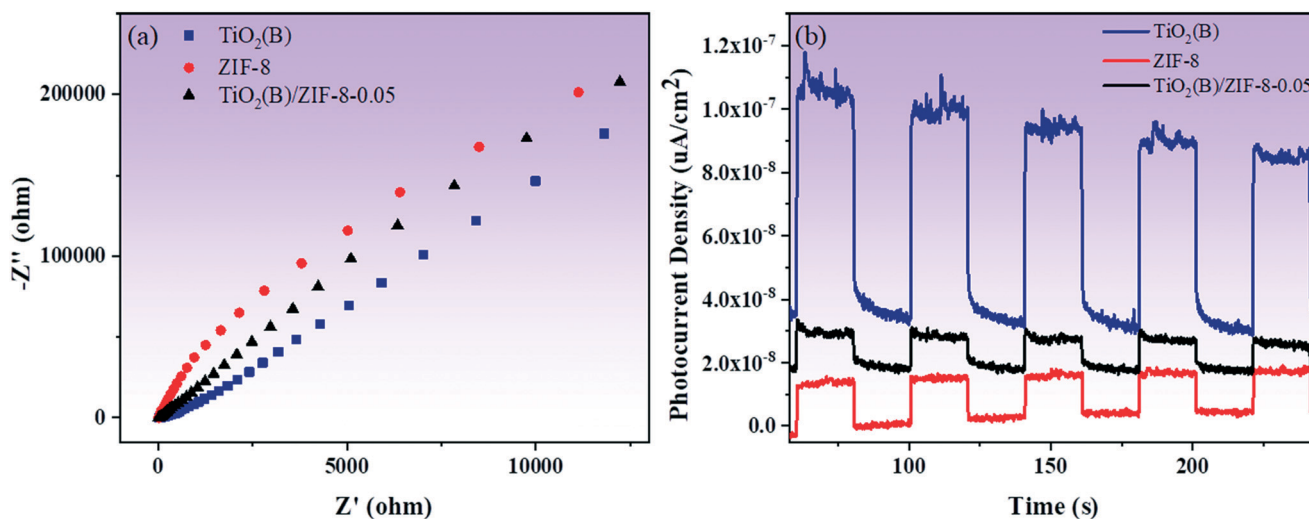 (a)
TiO₂(B)
ZIF-8
TiO₂(B)/ZIF-8-0.05
200000
100000
0
-Z'' (ohm)
0
5000
10000
Z' (ohm)
(b)
TiO₂(B)
ZIF-8
TiO₂(B)/ZIF-8-0.05
1.2x10⁻⁷
1.0x10⁻⁷
8.0x10⁻⁸
6.0x10⁻⁸
4.0x10⁻⁸
2.0x10⁻⁸
0.0
Photocurrent Density (uA/cm²)
100
150
200
Time (s)